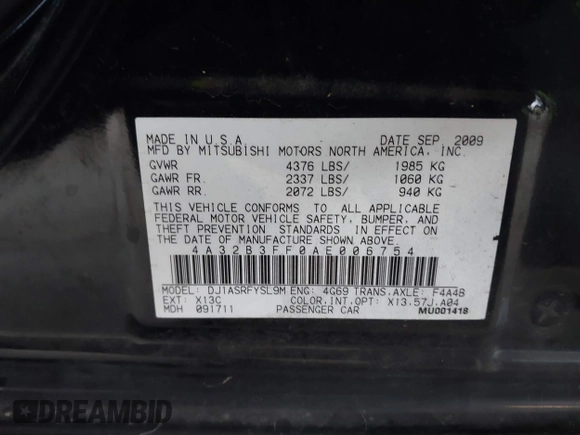 MADE IN U.S.A. DATE SEP 2009
MFD BY MITSUBISHI MOTORS NORTH AMERICA, INC.
GVWR 4376 LBS/ 1985 KG
GAWR FR. 2337 LBS/ 1060 KG
GAWR RR. 2072 LBS/ 940 KG
THIS VEHICLE CONFORMS TO ALL APPLICABLE
FEDERAL MOTOR VEHICLE SAFETY, BUMPER, AND
THEFT PREVENTION STANDARDS IN EFFECT ON THE
DATE OF MANUFACTURE SHOWN ABOVE.
4A32B3FF0AE006754
MODEL: DJ1ASRFYSL9M ENG: 4G69 TRANS.AXLE: F4A4B
EXT: X13C COLOR.INT.OPT: X13.57J.A04
MDH 091711 PASSENGER CAR MU001418
DREAMBID